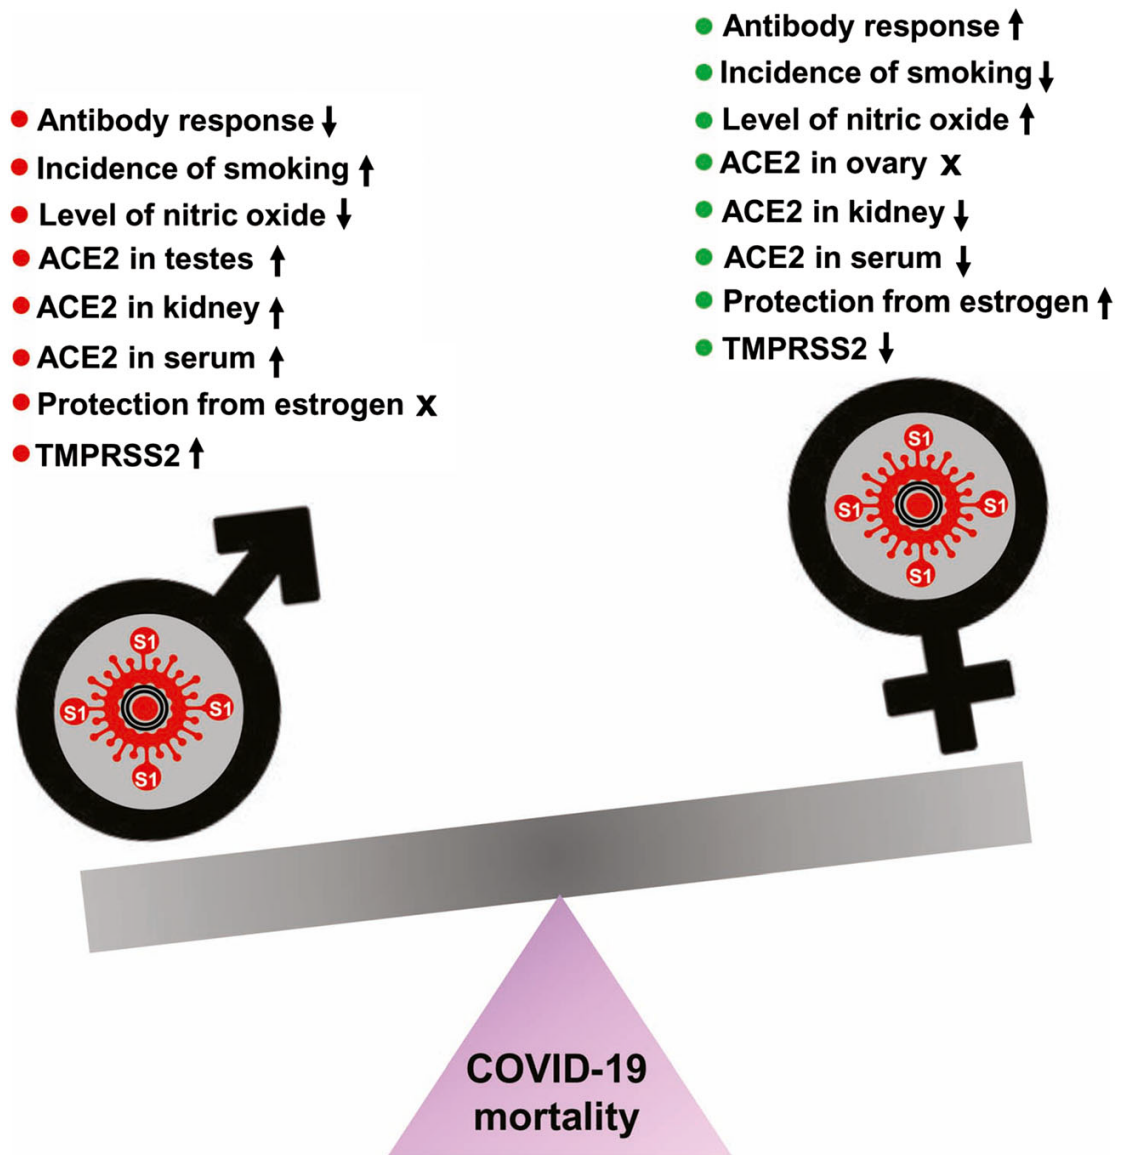 Antibody response ↓
Incidence of smoking ↑
Level of nitric oxide ↓
ACE2 in testes ↑
ACE2 in kidney ↑
ACE2 in serum ↑
Protection from estrogen x
TMPRSS2 ↑
Antibody response ↑
Incidence of smoking ↓
Level of nitric oxide ↑
ACE2 in ovary x
ACE2 in kidney ↓
ACE2 in serum ↓
Protection from estrogen ↑
TMPRSS2 ↓
S1
S1
S1
S1
S1
S1
S1
S1
COVID-19
mortality